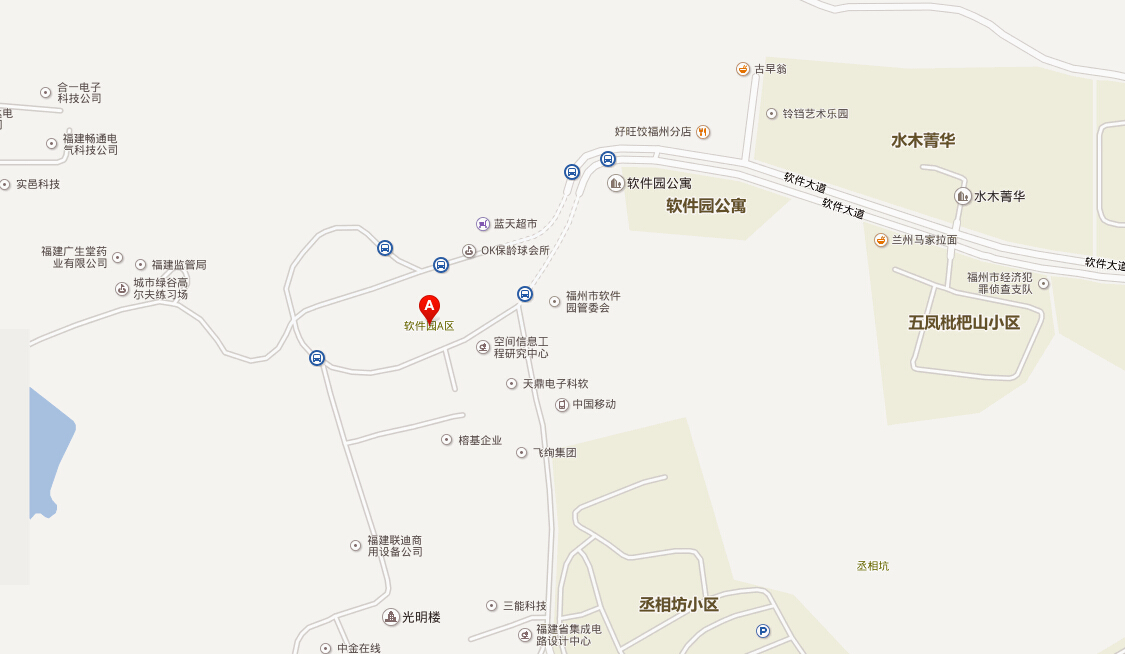 古早翁
合一电子
科技公司
铃铛艺术乐园
电
司
好旺饺福州分店
水木菁华
福建畅通电
气科技公司
软件大道
实邑科技
软件园公寓
水木菁华
软件园公寓
软件大道
蓝天超市
兰州马家拉面
OK保龄球会所
福建广生堂药
业有限公司
福建监管局
软件大道
城市绿谷高
尔夫练习场
福州市经济犯
罪侦查支队
福州市软件
园管委会
A
软件园A区
五凤枇杷山小区
空间信息工
程研究中心
天鼎电子科软
中国移动
榕基企业
飞绚集团
福建联迪商
用设备公司
丞相坑
三能科技
丞相坊小区
光明楼
P
福建省集成电
路设计中心
中金在线